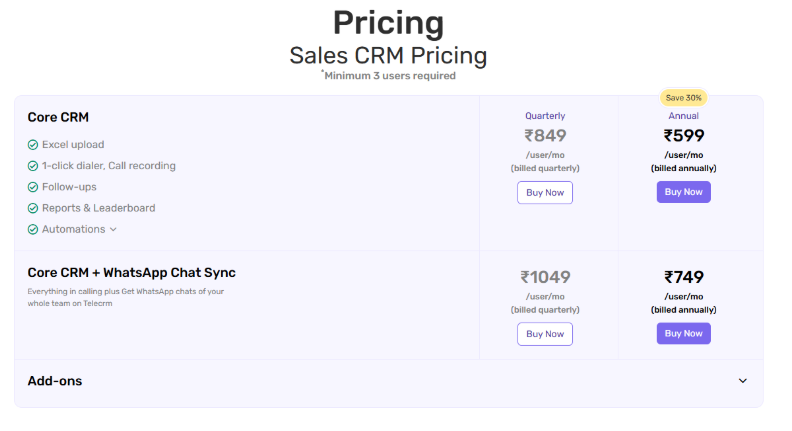 Pricing
Sales CRM Pricing
*Minimum 3 users required
Save 30%
Core CRM
Quarterly
Annual
₹849
₹599
Excel upload
/user/mo
/user/mo
1-click dialer, Call recording
(billed quarterly)
(billed annually)
Follow-ups
Buy Now
Buy Now
Reports & Leaderboard
Automations
Core CRM + WhatsApp Chat Sync
₹1049
₹749
Everything in calling plus Get WhatsApp chats of your
whole team on Telecrm
/user/mo
/user/mo
(billed quarterly)
(billed annually)
Buy Now
Buy Now
Add-ons